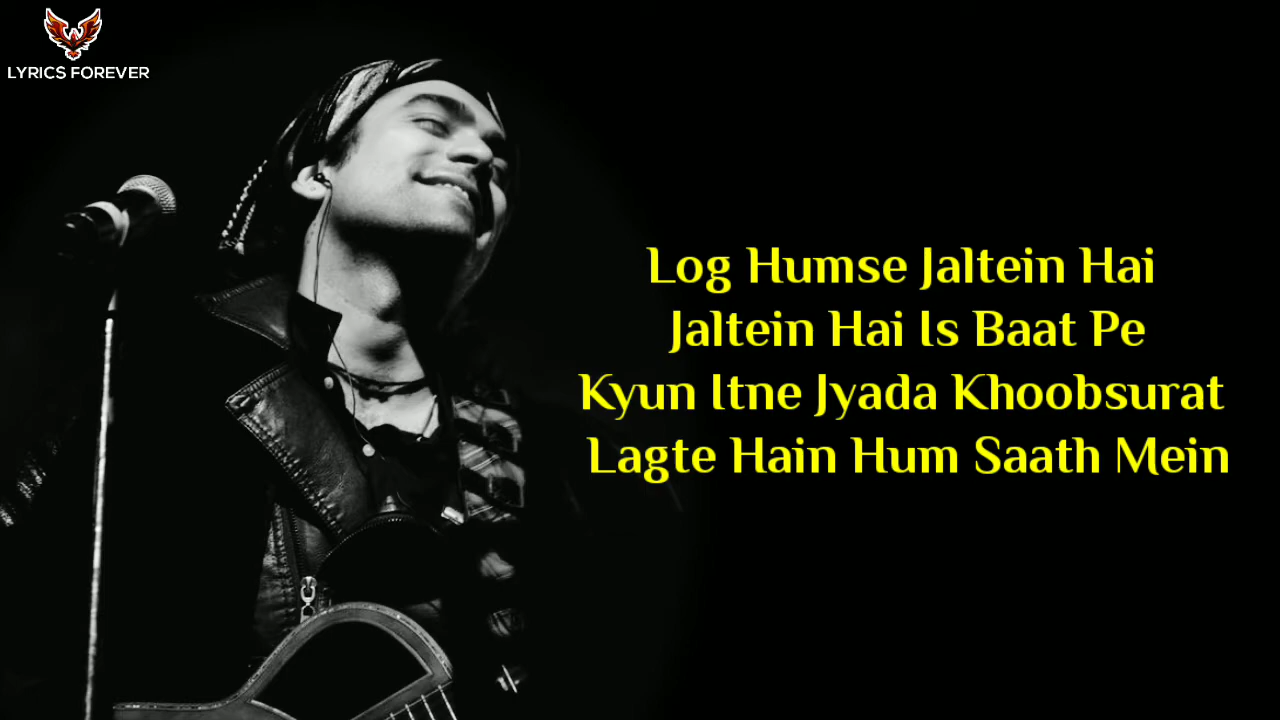 LYRICS FOREVER
Log Humse Jaltein Hai
Jaltein Hai Is Baat Pe
Kyun Itne Jyada Khoobsurat
Lagte Hain Hum Saath Mein